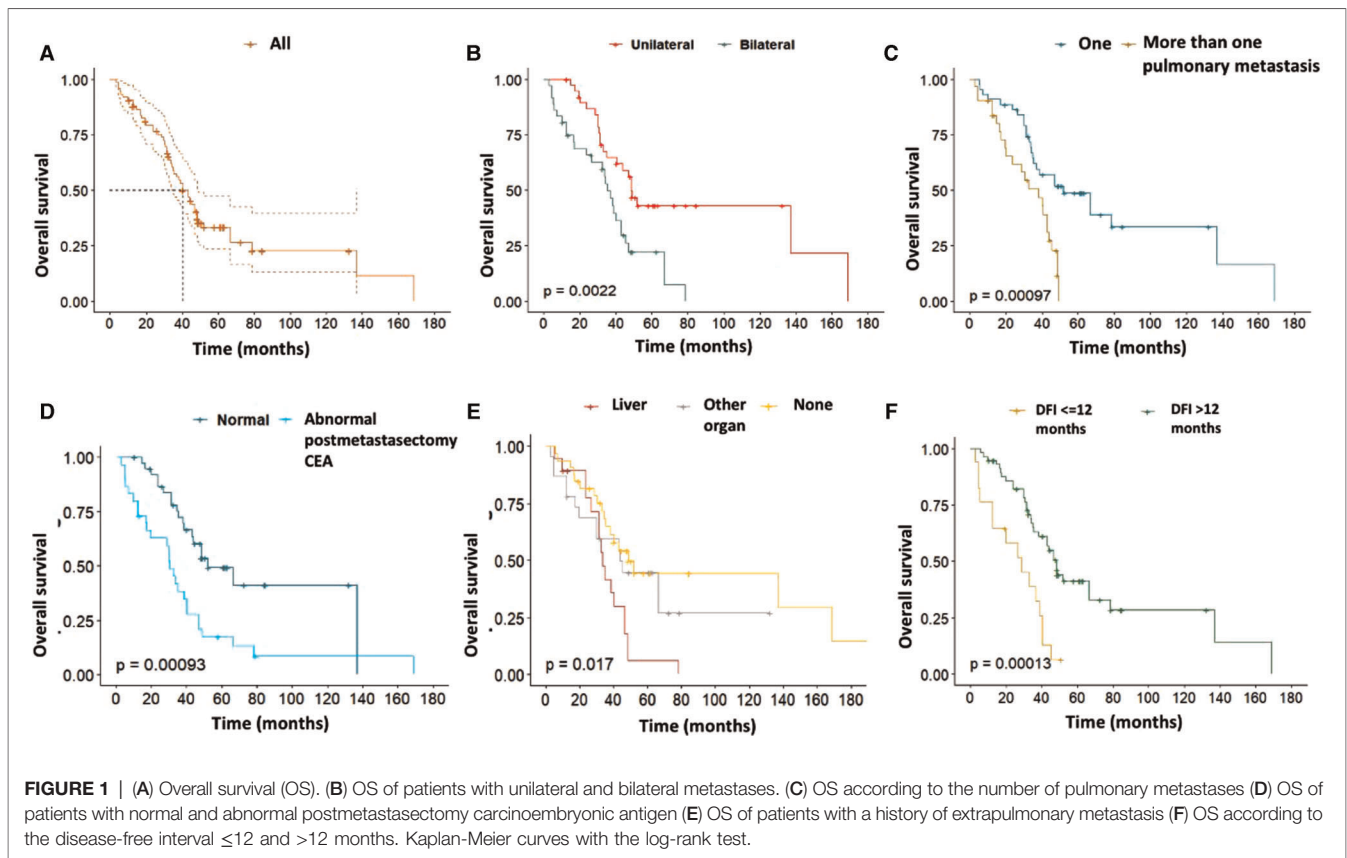 A
All
1.00
0.75
0.50
0.25
0.00
Overall survival
0 20 40 60 80 100 120 140 160 180
Time (months)
B
Unilateral Bilateral
1.00
75
50
25
0.00
Overall survival
p = 0.0022
0 20 40 60 80 100 120 140 160 180
Time (months)
C
One More than one
pulmonary metastasis
1.00
75
50
25
0.00
Overall survival
p = 0.00097
0 20 40 60 80 100 120 140 160 180
Time (months)
D
Normal Abnormal
postmetastasectomy
CEA
1.00
0.75
0.50
0.25
0.00
Overall survival
p = 0.00093
0 20 40 60 80 100 120 140 160 180
Time (months)
E
Liver Other None
organ
1.00
0.75
0.50
0.25
0.00
Overall survival
p = 0.017
0 20 40 60 80 100 120 140 160 180
Time (months)
F
DFI <=12 DFI >12
months months
1.00
0.75
0.50
0.25
0.00
Overall survival
p = 0.00013
0 20 40 60 80 100 120 140 160 180
Time (months)
FIGURE 1 | (A) Overall survival (OS). (B) OS of patients with unilateral and bilateral metastases. (C) OS according to the number of pulmonary metastases (D) OS of
patients with normal and abnormal postmetastasectomy carcinoembryonic antigen (E) OS of patients with a history of extrapulmonary metastasis (F) OS according to
the disease-free interval ≤12 and >12 months. Kaplan-Meier curves with the log-rank test.